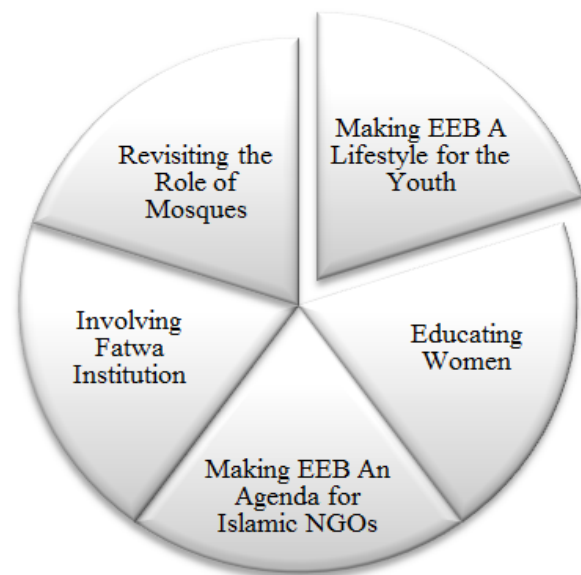 Making EEB A
Lifestyle for the
Youth
Educating
Women
Making EEB An
Agenda for
Islamic NGOs
Involving
Fatwa
Institution
Revisiting the
Role of
Mosques